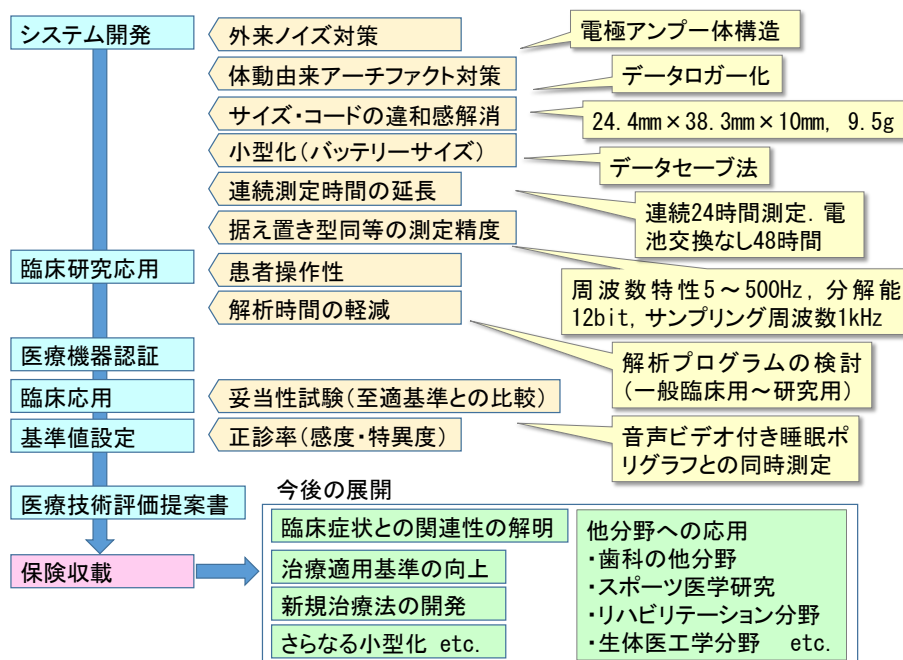 システム開発
外来ノイズ対策
電極アンプ一体構造
体動由来アーチファクト対策
データロガー化
サイズ・コードの違和感解消
24.4mm×38.3mm×10mm, 9.5g
小型化(バッテリーサイズ)
データセーブ法
連続測定時間の延長
連続24時間測定. 電
池交換なし48時間
据え置き型同等の測定精度
周波数特性5～500Hz, 分解能
12bit, サンプリング周波数1kHz
臨床研究応用
患者操作性
解析時間の軽減
解析プログラムの検討
(一般臨床用～研究用)
医療機器認証
臨床応用
妥当性試験(至適基準との比較)
基準値設定
正診率(感度・特異度)
音声ビデオ付き睡眠ポ
リグラフとの同時測定
医療技術評価提案書
保険収載
今後の展開
臨床症状との関連性の解明
治療適用基準の向上
新規治療法の開発
さらなる小型化 etc.
他分野への応用
・歯科の他分野
・スポーツ医学研究
・リハビリテーション分野
・生体医工学分野 etc.